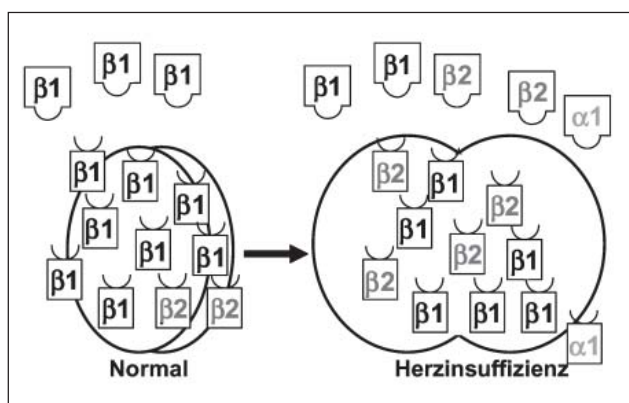 β1 β1 β1
β1 β1 β1
β1 β1 β1
β1 β1 β2 β2
Normal
β1 β1 β2 β2 α1
β2 β1 β2
β1 β2 β1
β2 β1 β1 β1
α1
Herzinsuffizienz